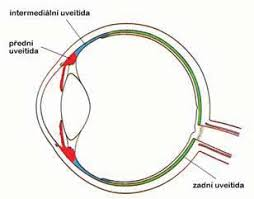 intermediální uveitida
přední
uveitida
zadní uveitida